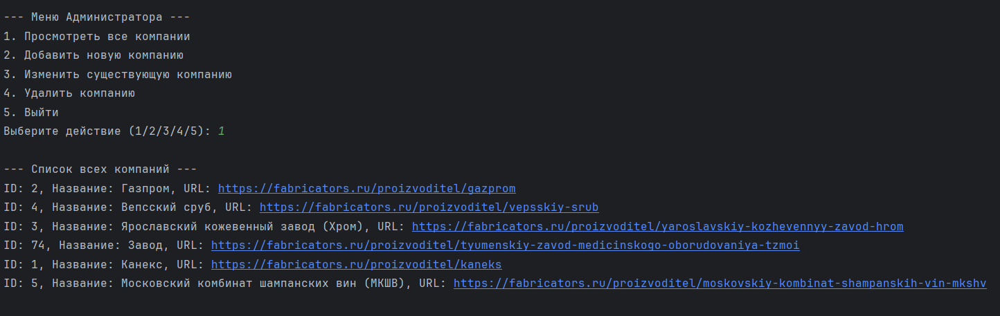 --- Меню Администратора ---
1. Просмотреть все компании
2. Добавить новую компанию
3. Изменить существующую компанию
4. Удалить компанию
5. Выйти
Выберите действие (1/2/3/4/5): 1
--- Список всех компаний ---
ID: 2, Название: Газпром, URL: https://fabricators.ru/proizvoditel/gazprom
ID: 4, Название: Вепсский сруб, URL: https://fabricators.ru/proizvoditel/vepsskiy-srub
ID: 3, Название: Ярославский кожевенный завод (Хром), URL: https://fabricators.ru/proizvoditel/yaroslavskiy-kozhevennyy-zavod-hrom
ID: 74, Название: Завод, URL: https://fabricators.ru/proizvoditel/tyumenskiy-zavod-medicinskogo-oborudovaniya-tzmoi
ID: 1, Название: Канекс, URL: https://fabricators.ru/proizvoditel/kaneks
ID: 5, Название: Московский комбинат шампанских вин (МКШВ), URL: https://fabricators.ru/proizvoditel/moskovskiy-kombinat-shampanskih-vin-mkshv